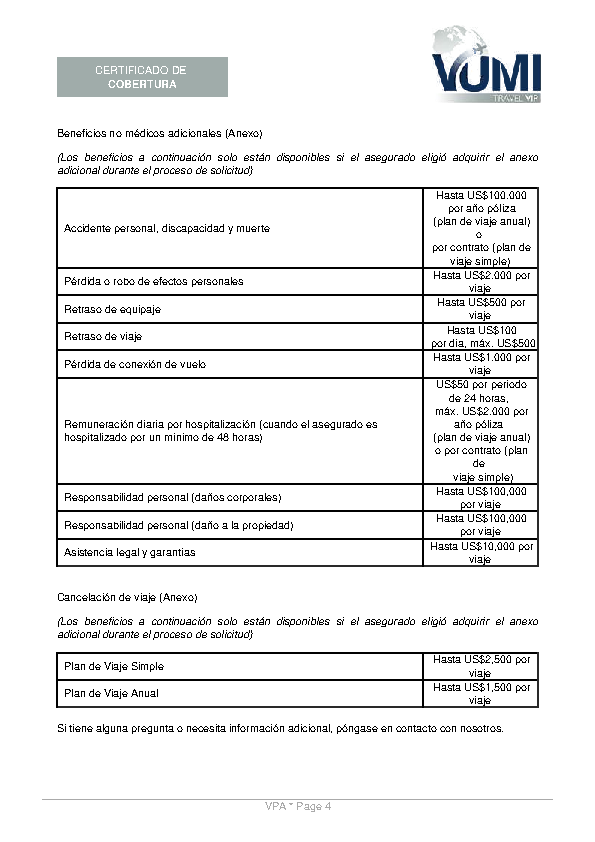 CERTIFICADO DE
COBERTURA
VUMI
TRAVEL VIP
Beneficios no médicos adicionales (Anexo)
(Los beneficios a continuación solo están disponibles si el asegurado eligió adquirir el anexo
adicional durante el proceso de solicitud)
Accidente personal, discapacidad y muerte
Hasta US$100.000
por año póliza
(plan de viaje anual)
o
por contrato (plan de
viaje simple)
Pérdida o robo de efectos personales
Hasta US$2.000 por
viaje
Retraso de equipaje
Hasta US$500 por
viaje
Retraso de viaje
Hasta US$100
por día, máx. US$500
Pérdida de conexión de vuelo
Hasta US$1.000 por
viaje
Remuneración diaria por hospitalización (cuando el asegurado es
hospitalizado por un mínimo de 48 horas)
US$50 por periodo
de 24 horas,
máx. US$2.000 por
año póliza
(plan de viaje anual)
o por contrato (plan
de
viaje simple)
Responsabilidad personal (daños corporales)
Hasta US$100,000
por viaje
Responsabilidad personal (daño a la propiedad)
Hasta US$100,000
por viaje
Asistencia legal y garantías
Hasta US$10,000 por
viaje
Cancelación de viaje (Anexo)
(Los beneficios a continuación solo están disponibles si el asegurado eligió adquirir el anexo
adicional durante el proceso de solicitud)
Plan de Viaje Simple
Hasta US$2,500 por
viaje
Plan de Viaje Anual
Hasta US$1,500 por
viaje
Si tiene alguna pregunta o necesita información adicional, póngase en contacto con nosotros.
VPA * Page 4